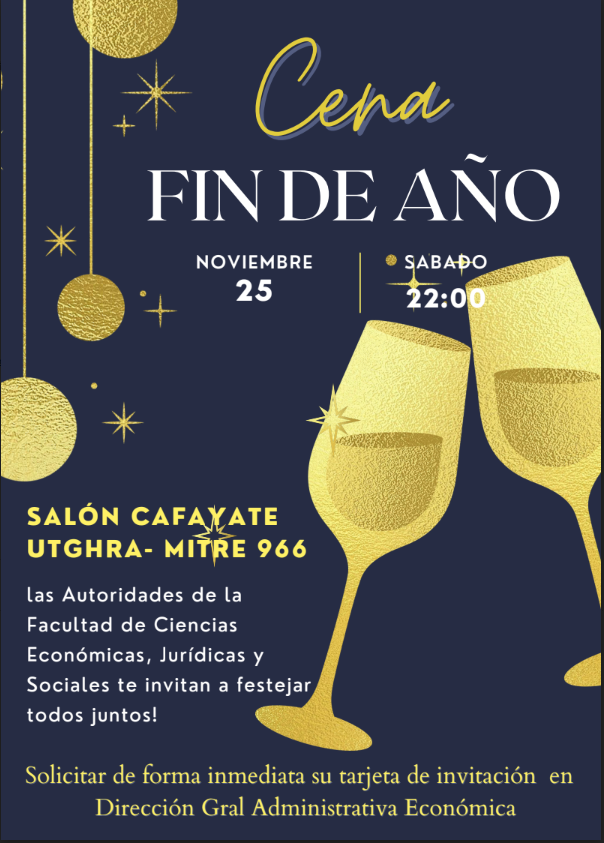 Cena
FIN DE AÑO
NOVIEMBRE
25
SABADO
22:00
SALÓN CAFAYATE
UTGHRA- MITRE 966
las Autoridades de la
Facultad de Ciencias
Económicas, Jurídicas y
Sociales te invitan a festejar
todos juntos!
Solicitar de forma inmediata su tarjeta de invitación en
Dirección Gral Administrativa Económica